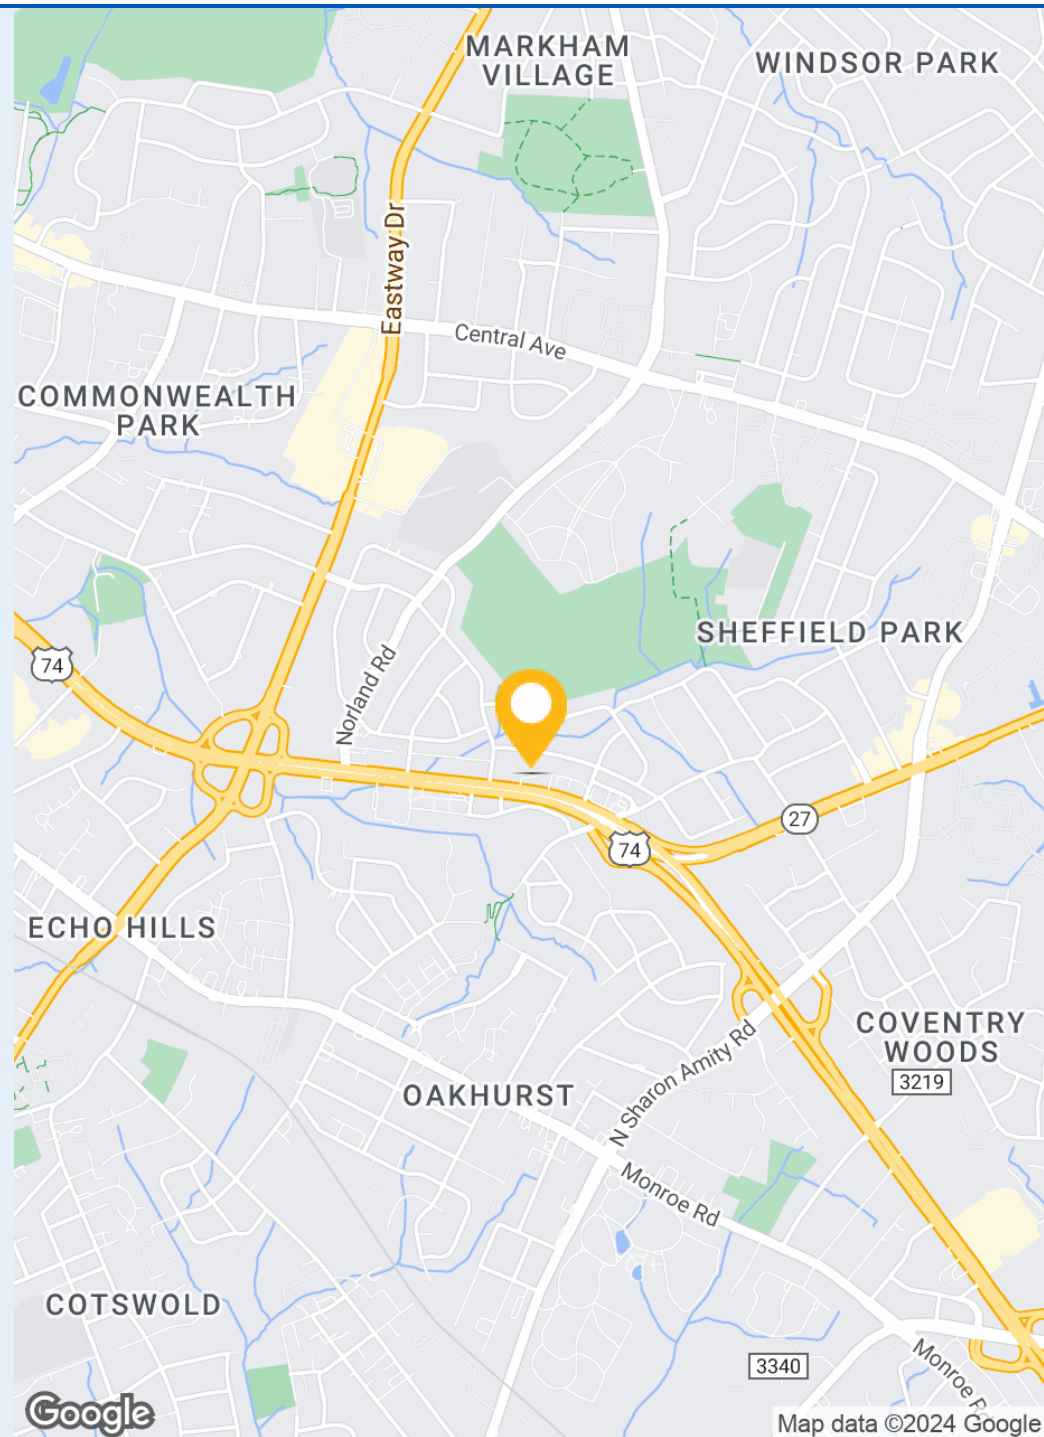 MARKHAM
VILLAGE
WINDSOR PARK
Eastway Dr
Central Ave
COMMONWEALTH
PARK
SHEFFIELD PARK
74
Norland Rd
27
74
ECHO HILLS
COVENTRY
WOODS
3219
OAKHURST
N Sharon Amity Rd
Monroe Rd
COTSWOLD
3340
Monroe Rd
Google
Map data ©2024 Google